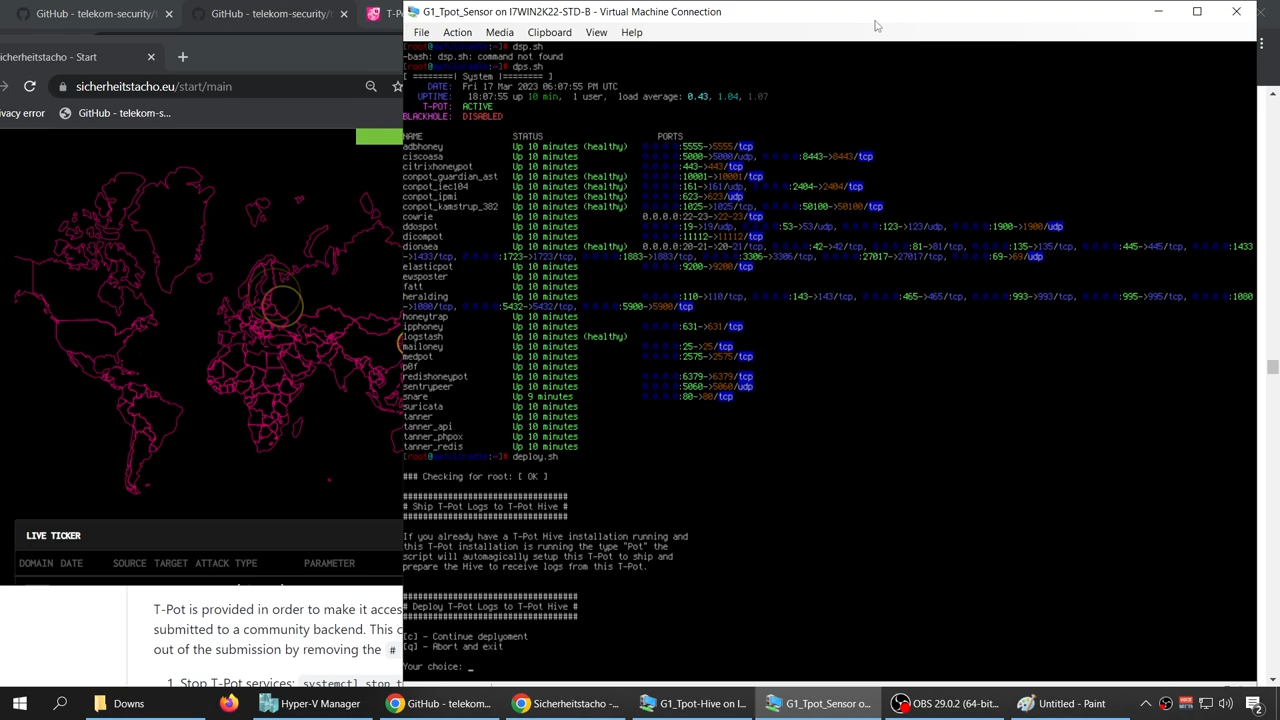 G1_Tpot_Sensor on I7WIN2K22-STD-B - Virtual Machine Connection
File Action Media Clipboard View Help
icherheitstacho - Start
sicherheitstacho.eu/start/main
ivacy error
GitHub - telekom-s...
dsp.sh
-bash: dsp.sh: command not found
dps.sh
[ ========| System |======== ]
DATE: Fri 17 Mar 2023 06:07:55 PM UTC
UPTIME: 18:07:55 up 10 min, 1 user, load average: 0.43, 1.04, 1.07
T-POT: ACTIVE
BLACKHOLE: DISABLED
NAME STATUS PORTS
adbhoney Up 10 minutes (healthy) :5555->5555/tcp
ciscoasa Up 10 minutes :5000->5000/udp, :8443->8443/tcp
citrixhoneypot Up 10 minutes :443->443/tcp
conpot_guardian_ast Up 10 minutes (healthy) :10001->10001/tcp
conpot_iec104 Up 10 minutes (healthy) :161->161/udp, :2404->2404/tcp
conpot_ipmi Up 10 minutes (healthy) :623->623/udp
conpot_kamstrup_382 Up 10 minutes (healthy) :1025->1025/tcp, :50100->50100/tcp
cowrie Up 10 minutes 0.0.0.0:22-23->22-23/tcp
ddospot Up 10 minutes :19->19/udp, :53->53/udp, :123->123/udp, :1900->1900/udp
dicompot Up 10 minutes :11112->11112/tcp
dionaea Up 10 minutes (healthy) 0.0.0.0:20-21->20-21/tcp, :42->42/tcp, :81->81/tcp, :135->135/tcp, :445->445/tcp, :1433
->1433/tcp, :1723->1723/tcp, :1883->1883/tcp, :3306->3306/tcp, :27017->27017/tcp, :69->69/udp
elasticpot Up 10 minutes :9200->9200/tcp
ewsposter Up 10 minutes
fatt Up 10 minutes
heralding Up 10 minutes :110->110/tcp, :143->143/tcp, :465->465/tcp, :993->993/tcp, :995->995/tcp, :1080
->1080/tcp, :5432->5432/tcp, :5900->5900/tcp
honeytrap Up 10 minutes
ipphoney Up 10 minutes :631->631/tcp
logstash Up 10 minutes (healthy)
mailoney Up 10 minutes :25->25/tcp
medpot Up 10 minutes :2575->2575/tcp
p0f Up 10 minutes
redishoneypot Up 10 minutes :6379->6379/tcp
sentrypeer Up 10 minutes :5060->5060/udp
snare Up 9 minutes :80->80/tcp
suricata Up 10 minutes
tanner Up 10 minutes
tanner_api Up 10 minutes
tanner_phpox Up 10 minutes
tanner_redis Up 10 minutes
deploy.sh
### Checking for root: [ OK ]
##################################
# Ship T-Pot Logs to T-Pot Hive #
##################################
If you already have a T-Pot Hive installation running and
this T-Pot installation is running the type "Pot" the
script will automagically setup this T-Pot to ship and
prepare the Hive to receive logs from this T-Pot.
###################################
# Deploy T-Pot Logs to T-Pot Hive #
###################################
[c] - Continue deplyoment
[q] - Abort and exit
Your choice: _
LIVE TICKER
DOMAIN DATE SOURCE TARGET ATTACK TYPE PARAMETER
T-Pot is provided in order to make it acces
submitted to a community backend. This c
out of the submission by removing the #
1. Stop T-Pot services: systemctl stop t
Downs
Hyper-V Manager
GitHub - telekom...
Sicherheitstacho -...
G1_Tpot-Hive on I...
G1_Tpot_Sensor o...
OBS 29.0.2 (64-bit...
Untitled - Paint
2